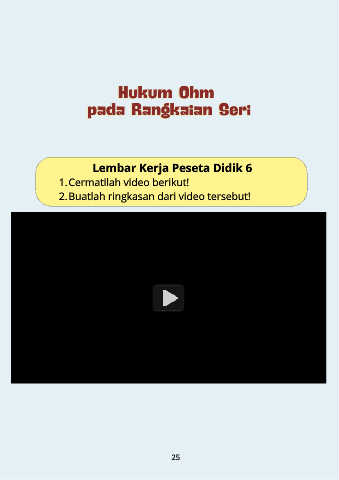 Hukum Ohm
pada Rangkaian Seri
Lembar Kerja Peseta Didik 6
1. Cermatilah video berikut!
2. Buatlah ringkasan dari video tersebut!
25